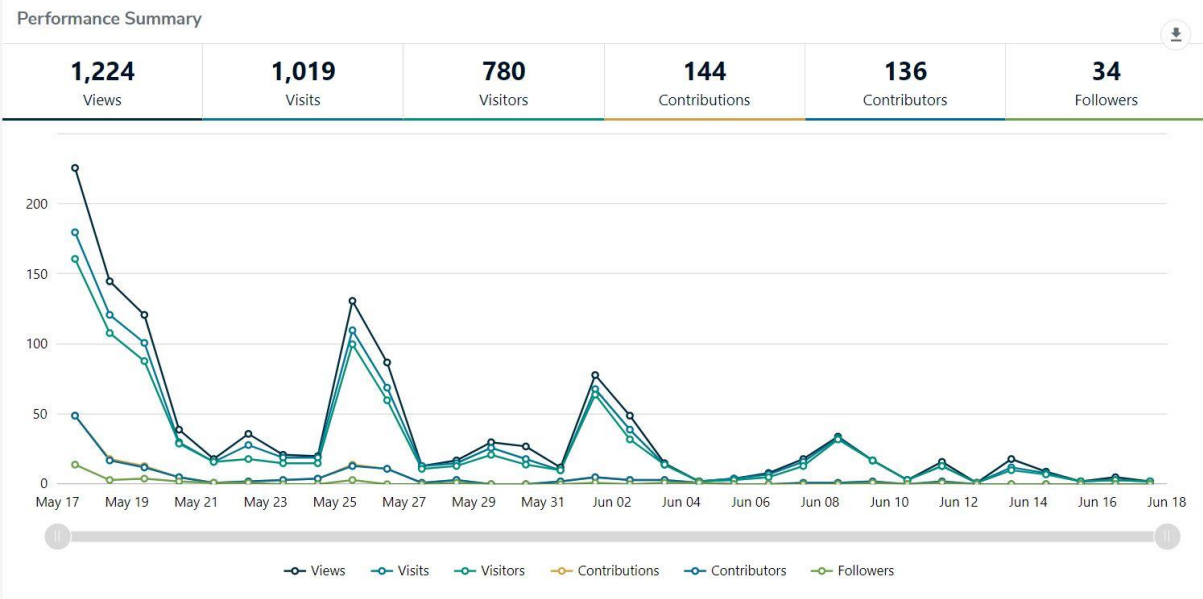 Performance Summary
1,224 1,019 780 144 136 34
Views Visits Visitors Contributions Contributors Followers
200
150
100
50
0
May 17 May 19 May 21 May 23 May 25 May 27 May 29 May 31 Jun 02 Jun 04 Jun 06 Jun 08 Jun 10 Jun 12 Jun 14 Jun 16 Jun 18
Views Visits Visitors Contributions Contributors Followers